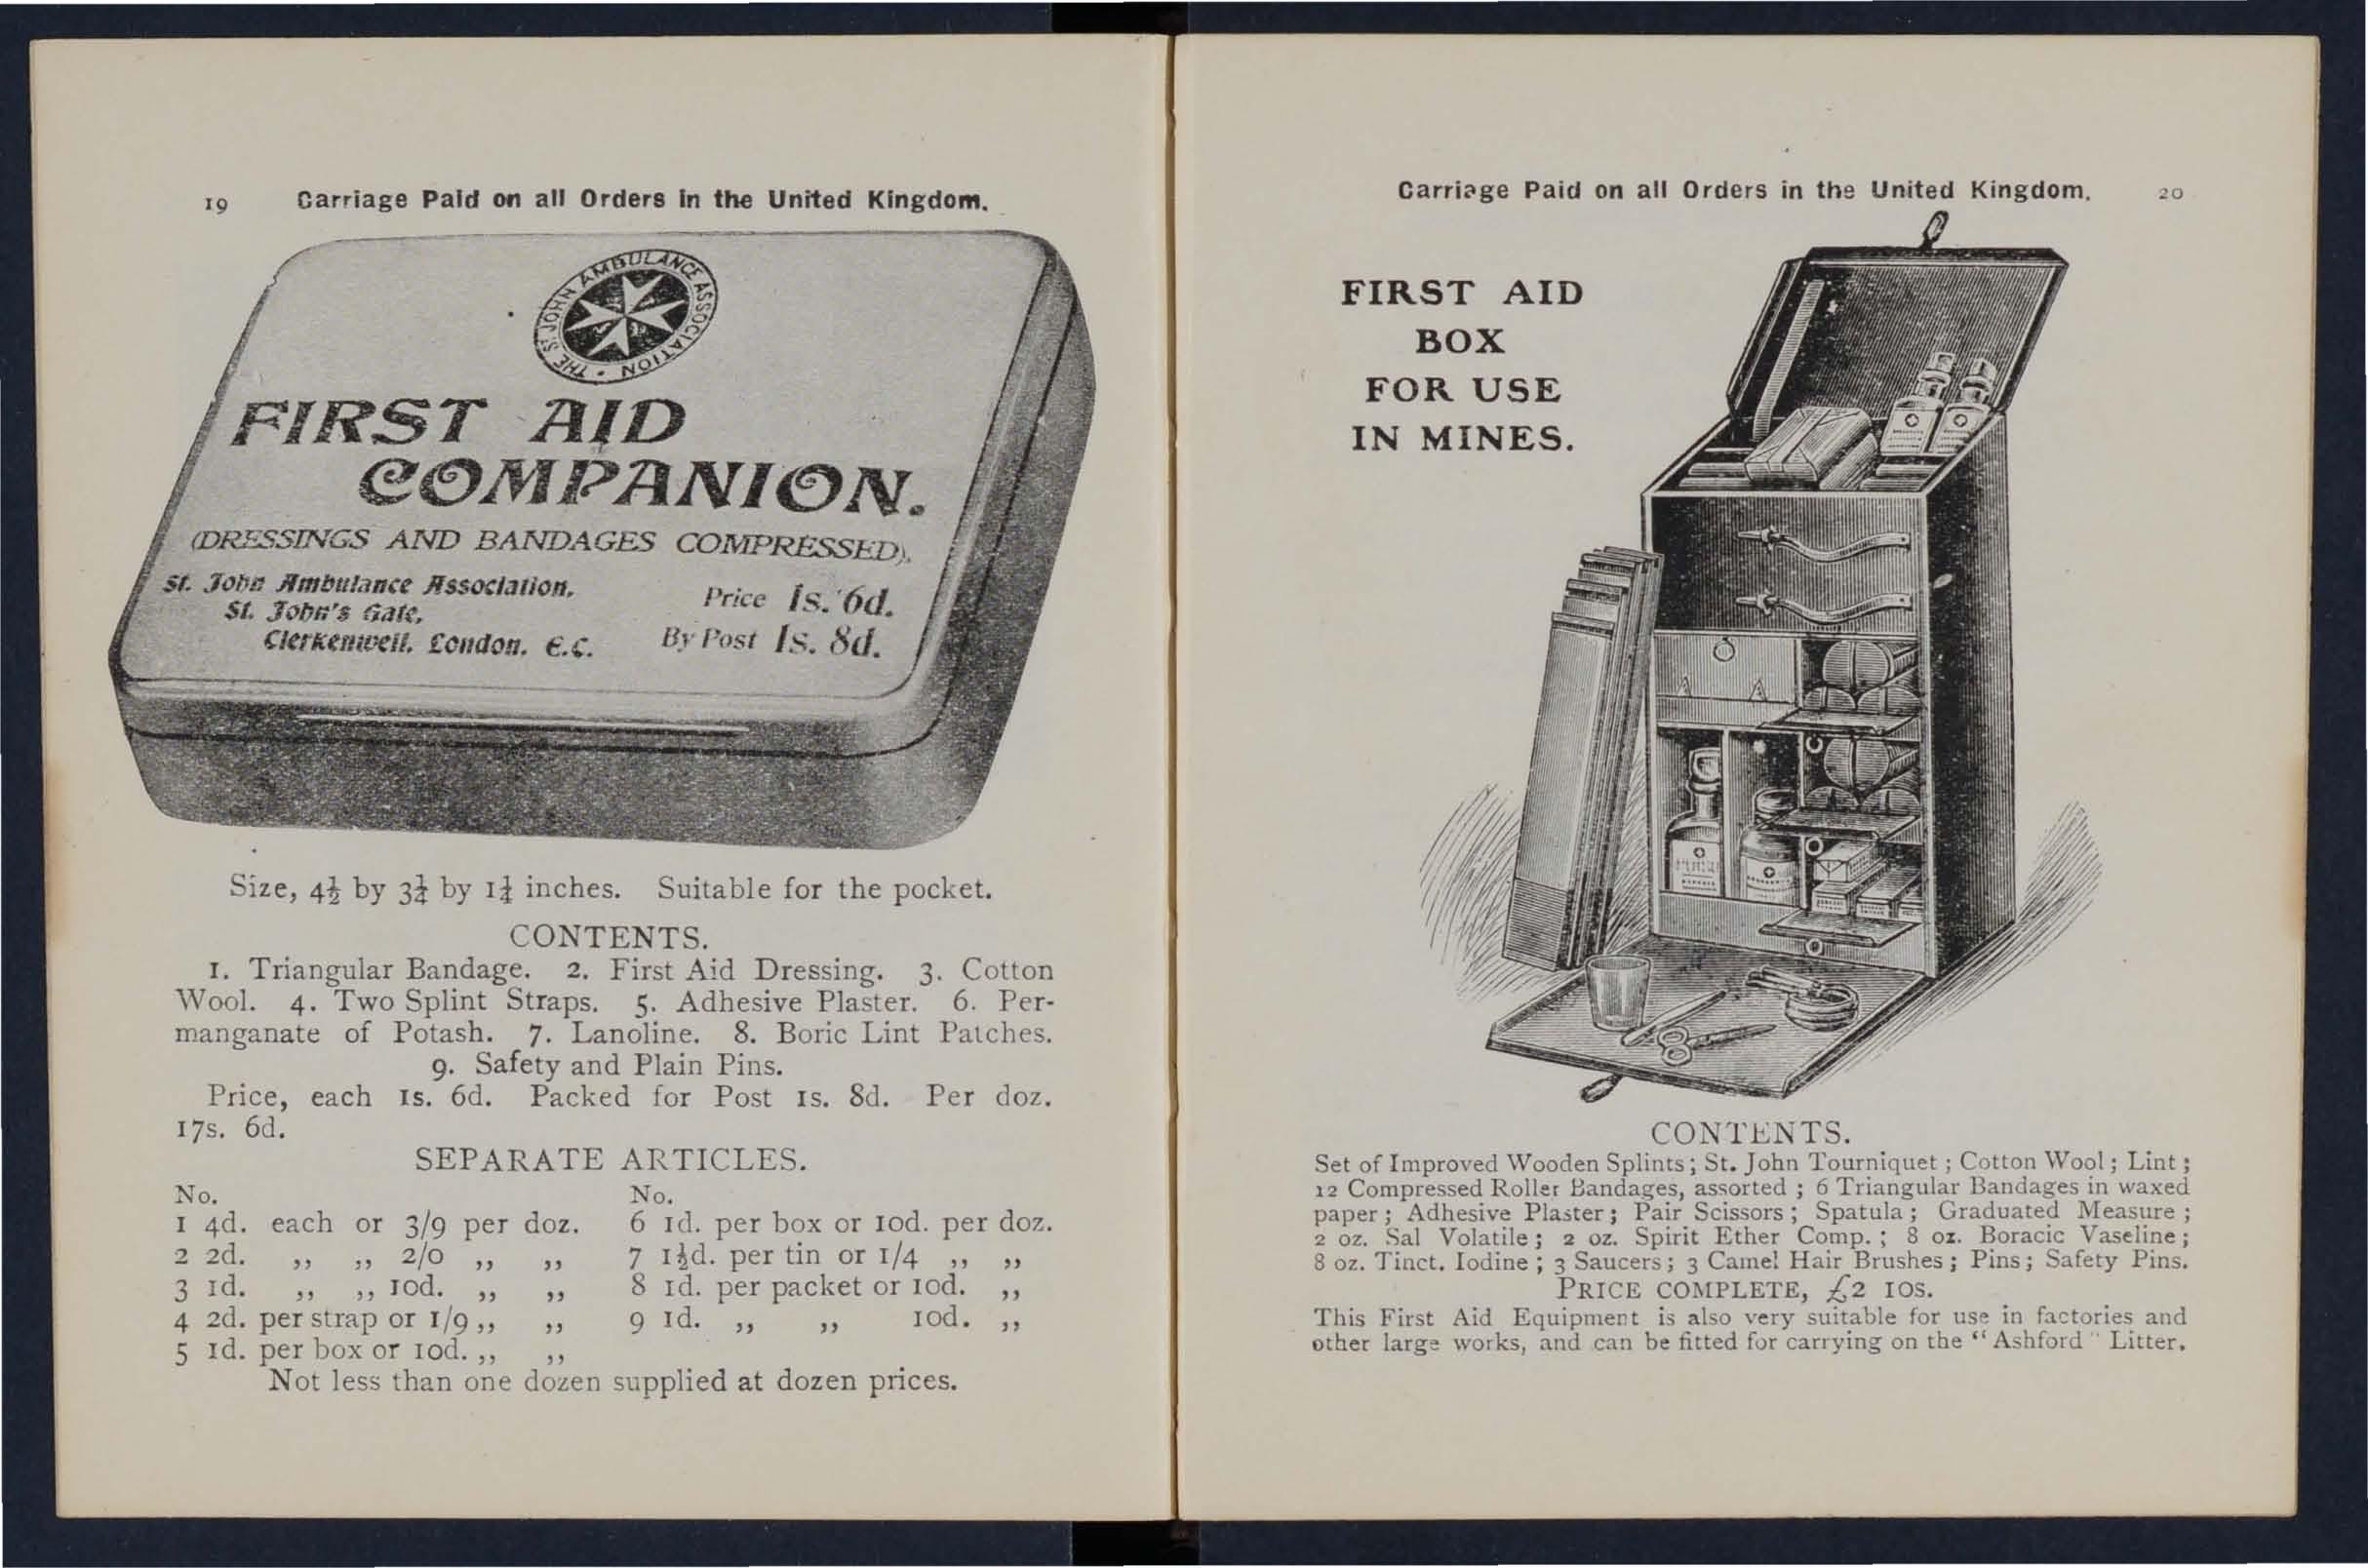 19 Carriage Paid on all Orders in the United Kingdom.
THE ST JOHN AMBULANCE ASSOCIATION
FIRST AID
COMPANION.
(DRESSINGS AND BANDAGES COMPRESSED).
St. John Ambulance Association,
St. John's Gate,
Clerkenwell, London. E.C.
Price 1s. 6d.
By Post 1s. 8d.
Size, 4½ by 3¼ by 1¼ inches. Suitable for the pocket.
CONTENTS.
1. Triangular Bandage. 2. First Aid Dressing. 3. Cotton
Wool. 4. Two Splint Straps. 5. Adhesive Plaster. 6. Per-
manganate of Potash. 7. Lanoline. 8. Boric Lint Patches.
9. Safety and Plain Pins.
Price, each 1s. 6d. Packed for Post 1s. 8d. Per doz.
17s. 6d.
SEPARATE ARTICLES.
No.
1 4d. each or 3/9 per doz.
2 2d. ,, ,, 2/0 ,, ,,
3 1d. ,, ,, 10d. ,, ,,
4 2d. per strap or 1/9 ,, ,,
5 1d. per box or 10d. ,, ,,
No.
6 1d. per box or 10d. per doz.
7 1½d. per tin or 1/4 ,, ,,
8 1d. per packet or 10d. ,,
9 1d. ,, ,, 10d. ,,
Not less than one dozen supplied at dozen prices.
Carriage Paid on all Orders in the United Kingdom. 20
FIRST AID
BOX
FOR USE
IN MINES.
CONTENTS.
Set of Improved Wooden Splints; St. John Tourniquet; Cotton Wool; Lint;
12 Compressed Roller Bandages, assorted; 6 Triangular Bandages in waxed
paper; Adhesive Plaster; Pair Scissors; Spatula; Graduated Measure;
2 oz. Sal Volatile; 2 oz. Spirit Ether Comp.; 8 oz. Boracic Vaseline;
8 oz. Tinct. Iodine; 3 Saucers; 3 Camel Hair Brushes; Pins; Safety Pins.
PRICE COMPLETE, £2 10s.
This First Aid Equipment is also very suitable for use in factories and
other large works, and can be fitted for carrying on the "Ashford" Litter.